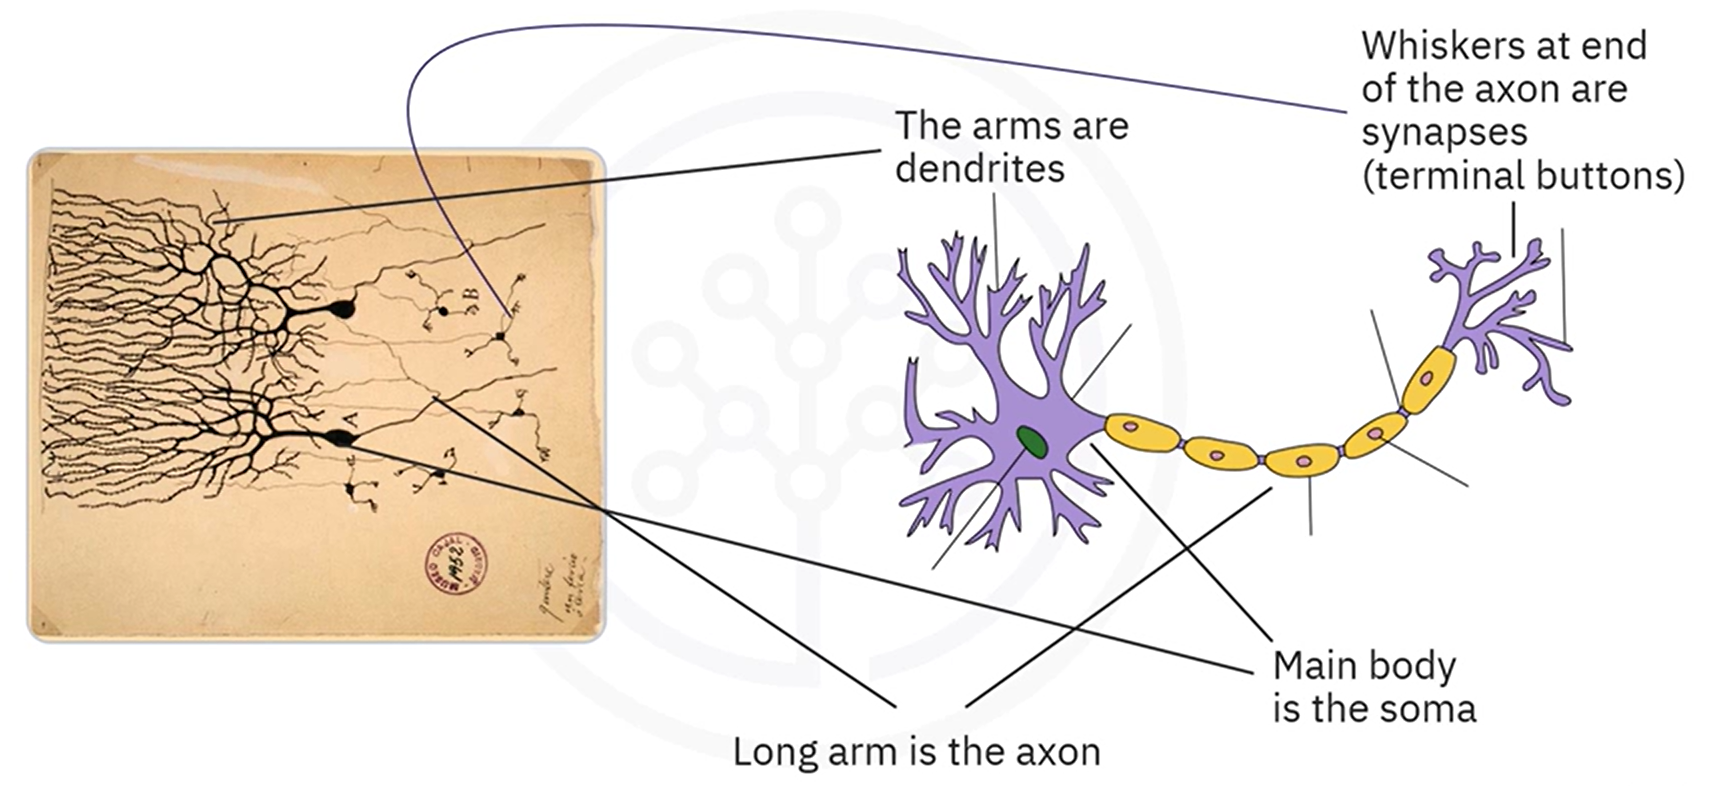 Whiskers at end
of the axon are
synapses
(terminal buttons)
The arms are
dendrites
B
A
Main body
is the soma
Long arm is the axon